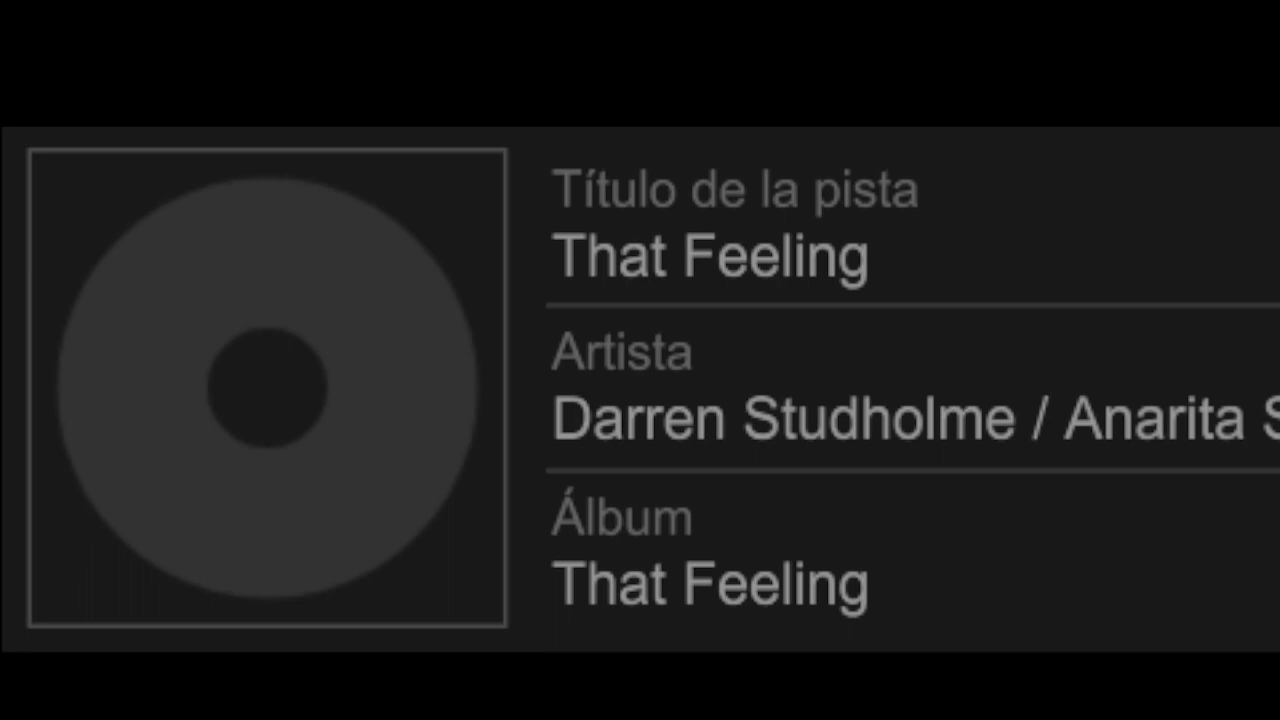 Título de la pista
That Feeling
Artista
Darren Studholme / Anarita
Álbum
That Feeling